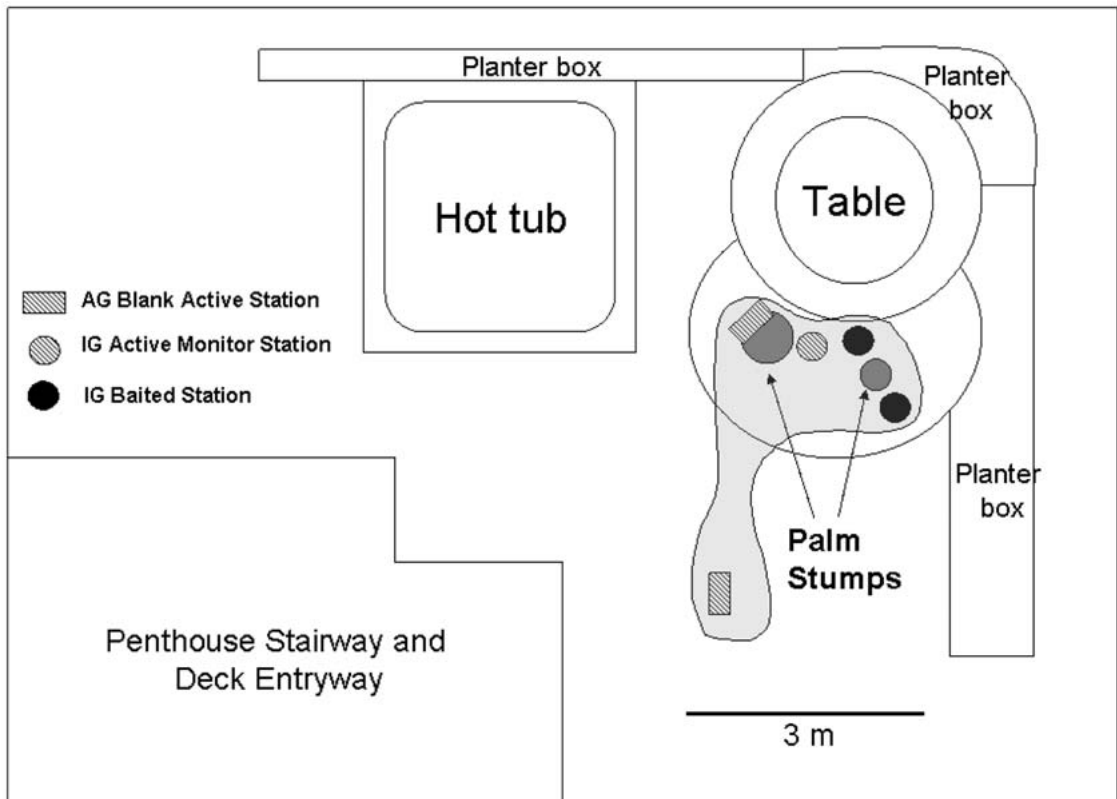 Planter box
Planter
box
Hot tub
Table
AG Blank Active Station
IG Active Monitor Station
IG Baited Station
Planter
box
Palm
Stumps
Penthouse Stairway and
Deck Entryway
3 m